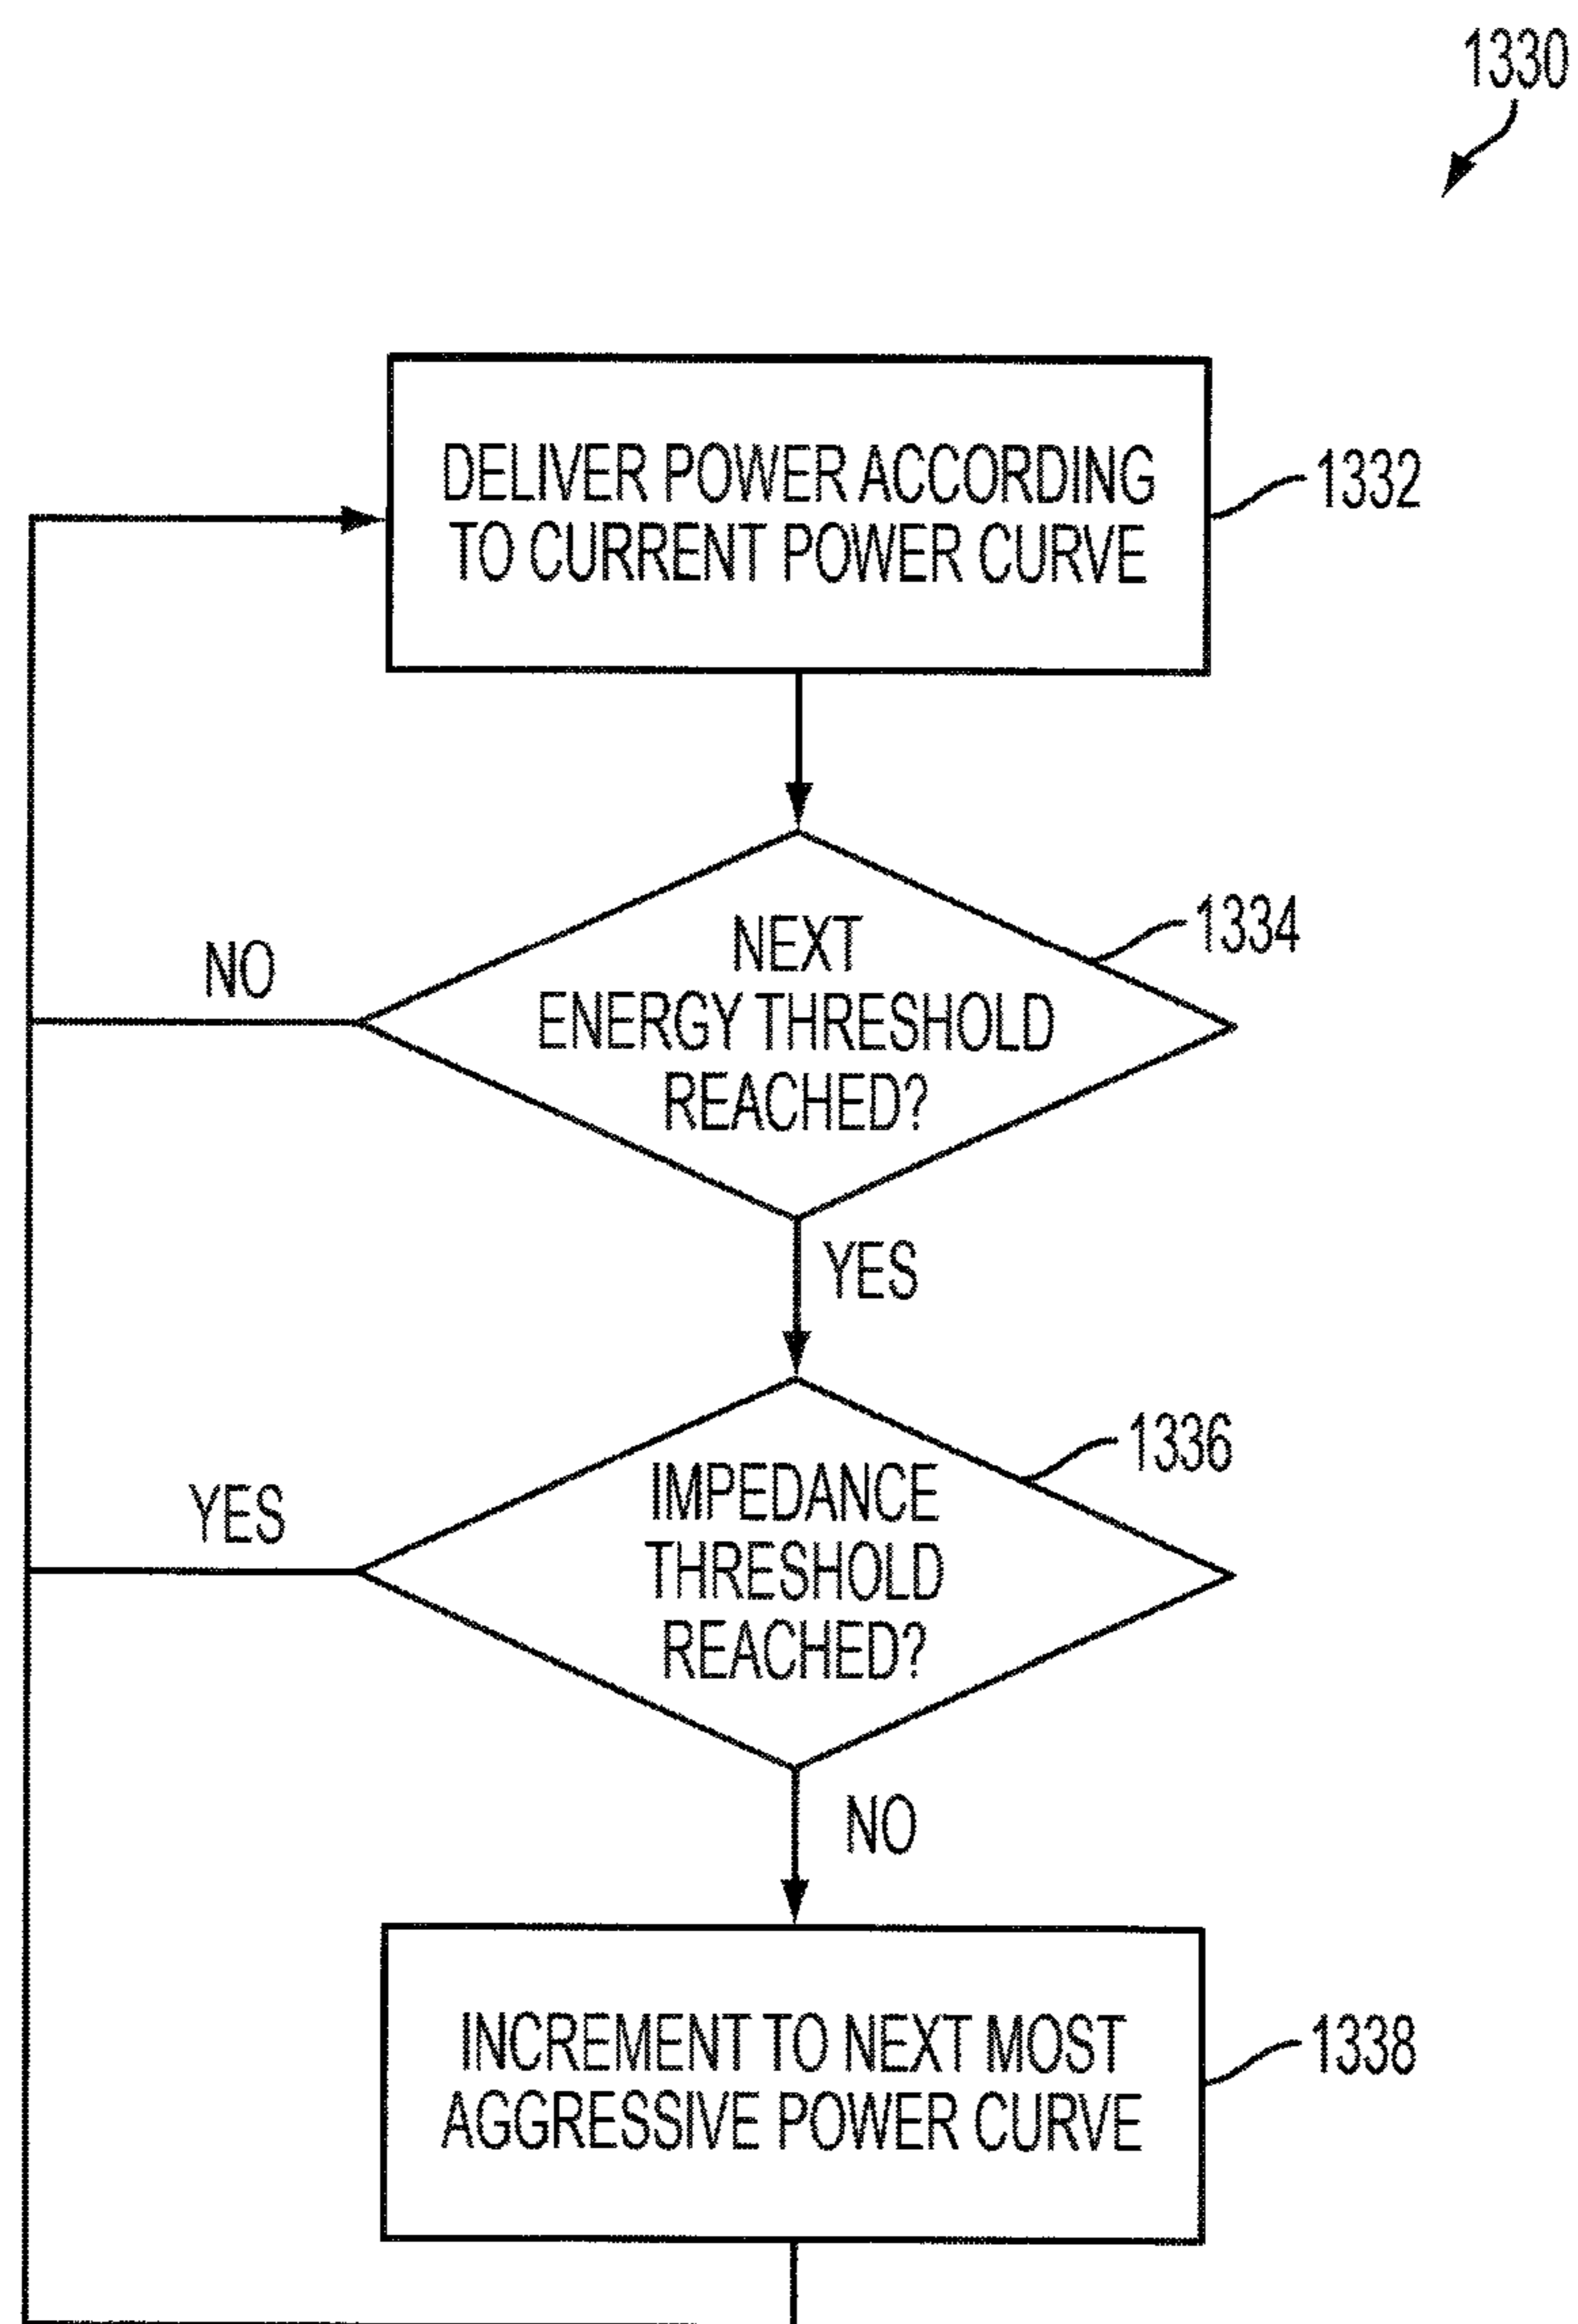 1330
DELIVER POWER ACCORDING
TO CURRENT POWER CURVE
1332
NEXT
ENERGY THRESHOLD
REACHED?
1334
NO
YES
IMPEDANCE
THRESHOLD
REACHED?
1336
YES
NO
INCREMENT TO NEXT MOST
AGGRESSIVE POWER CURVE
1338